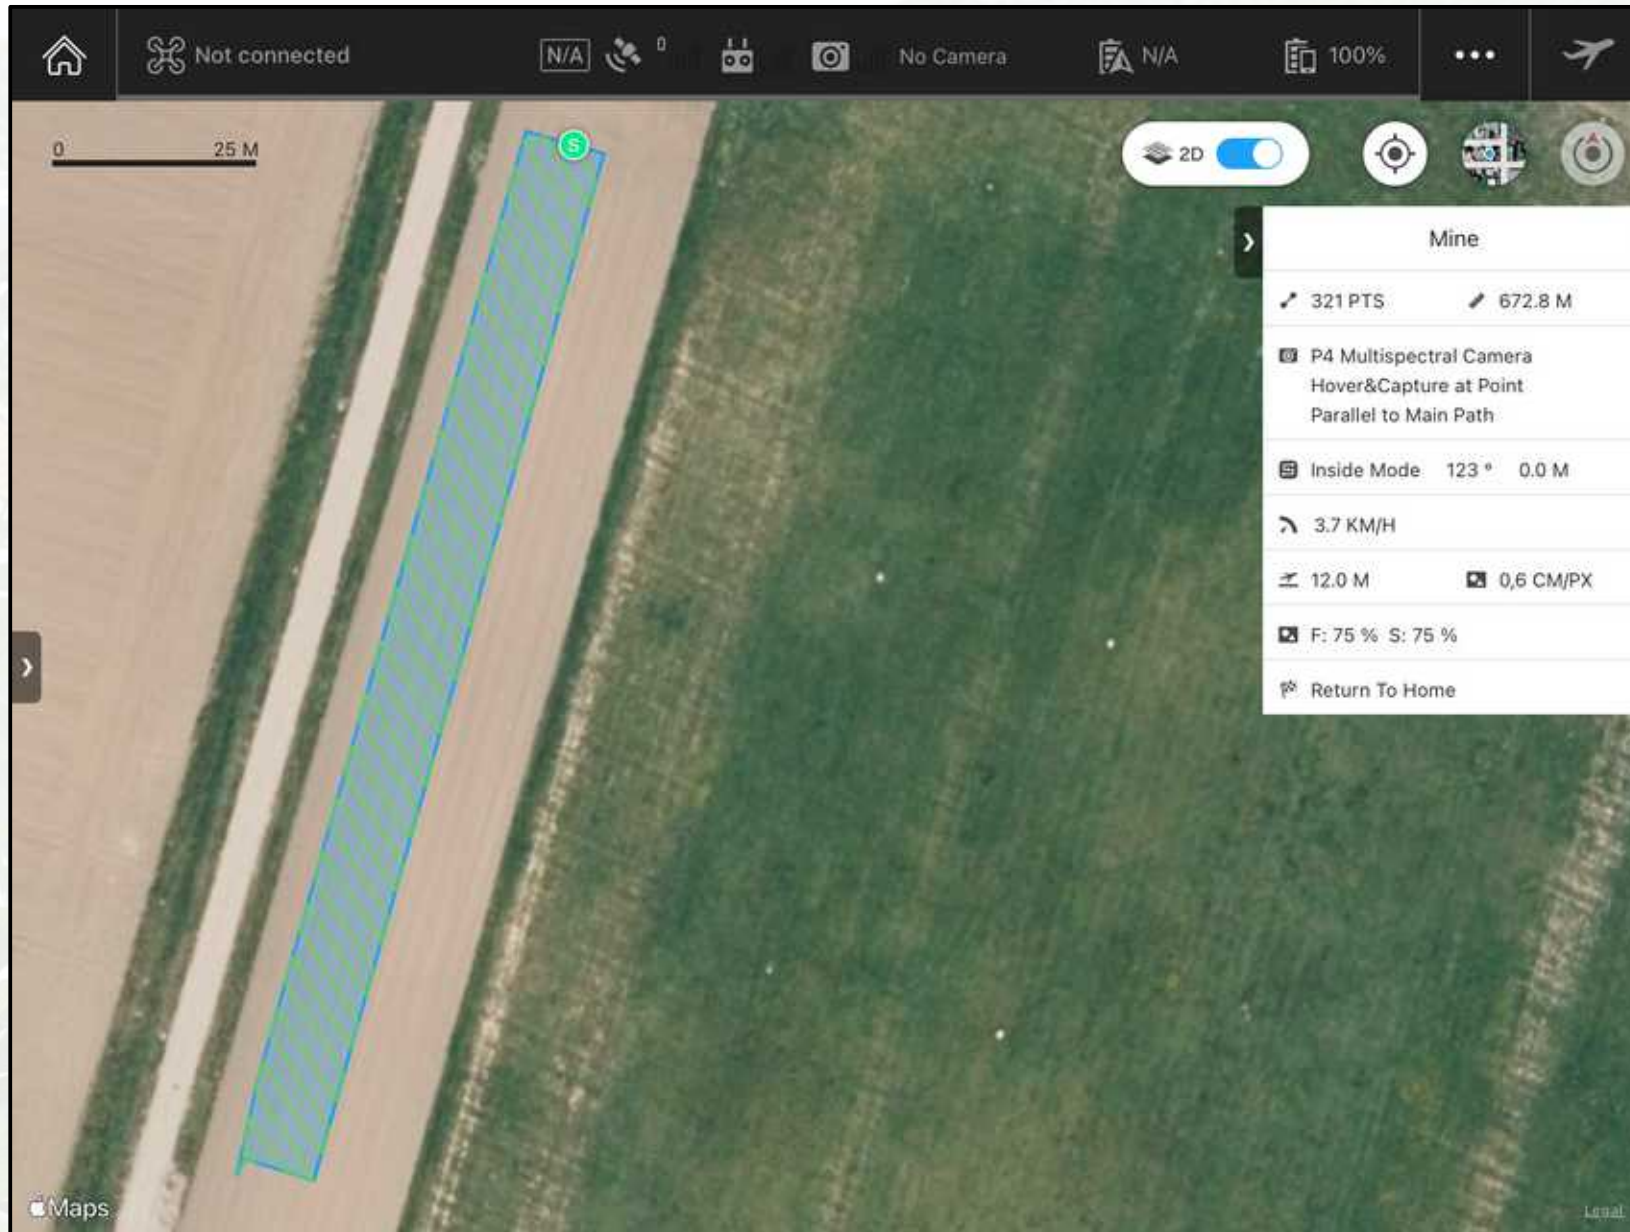 Not connected N/A 0 No Camera N/A 100% •••
0 25 M
S
2D
Mine
321 PTS 672.8 M
P4 Multispectral Camera
Hover&Capture at Point
Parallel to Main Path
Inside Mode 123 ° 0.0 M
3.7 KM/H
12.0 M 0,6 CM/PX
F: 75 % S: 75 %
Return To Home
Maps
Legal